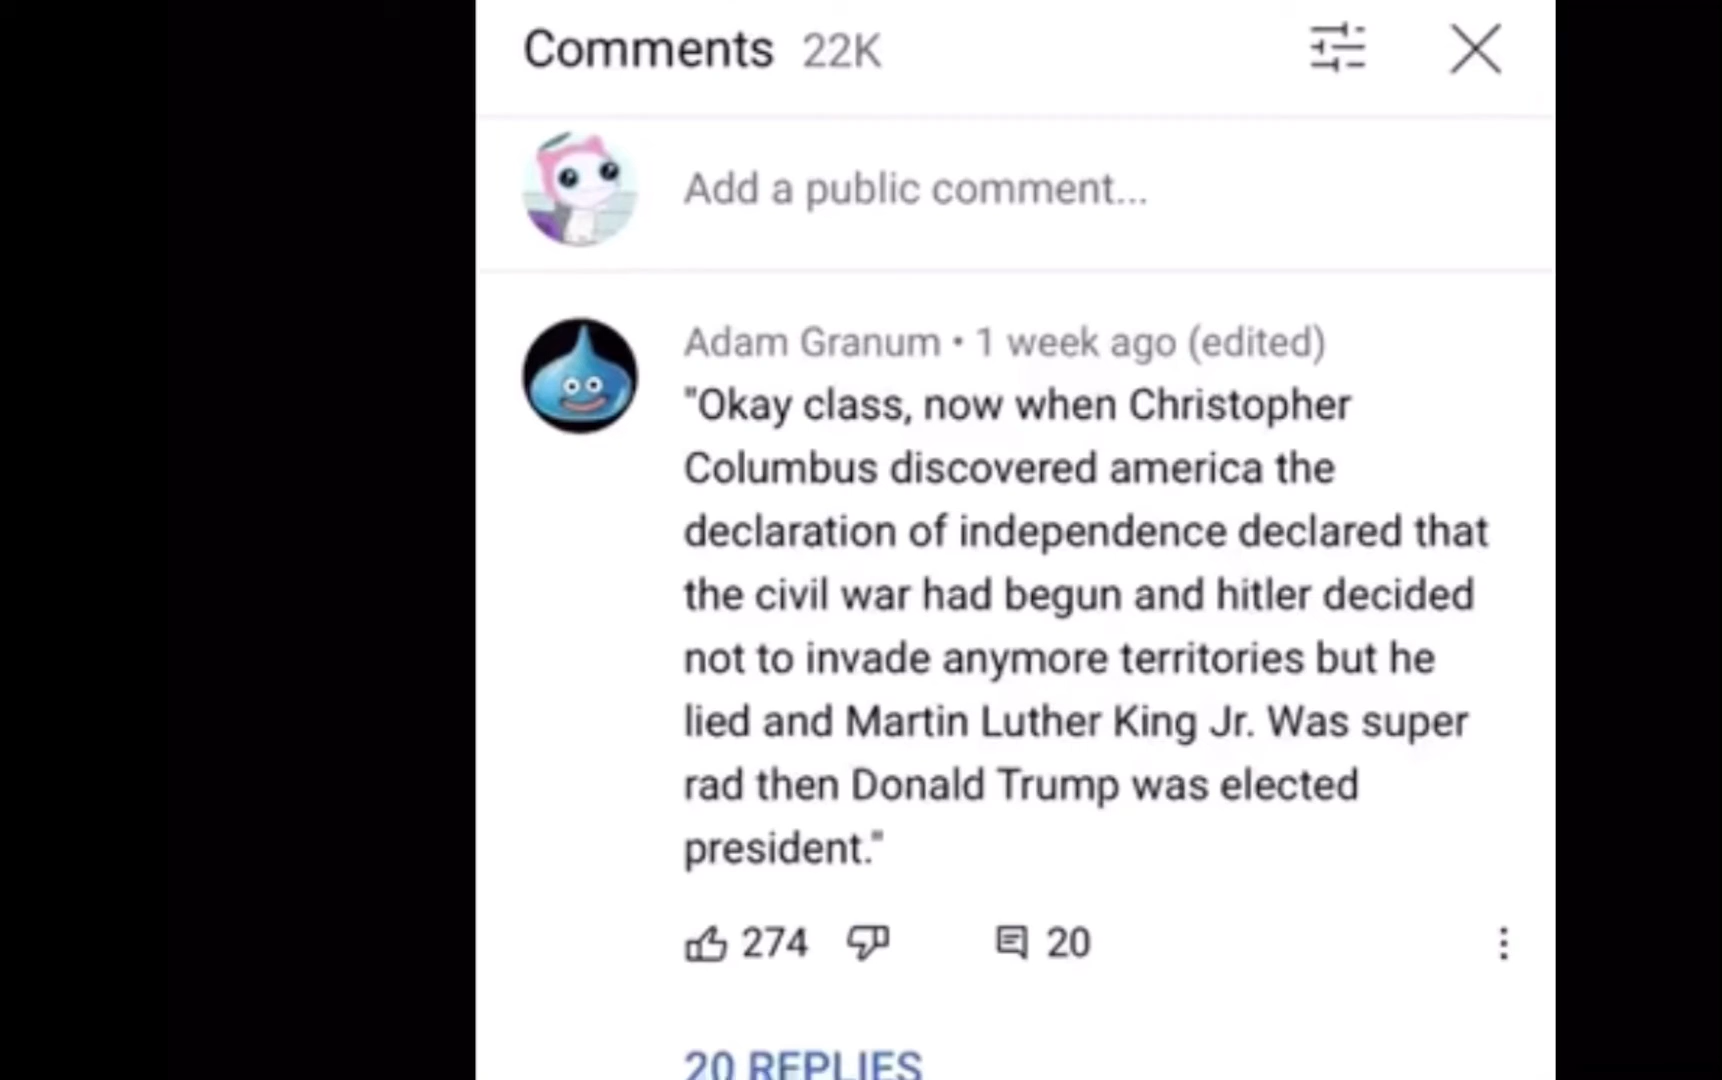 Comments 22K
Add a public comment...
Adam Granum • 1 week ago (edited)
"Okay class, now when Christopher
Columbus discovered america the
declaration of independence declared that
the civil war had begun and hitler decided
not to invade anymore territories but he
lied and Martin Luther King Jr. Was super
rad then Donald Trump was elected
president."
274 20
20 REPLIES